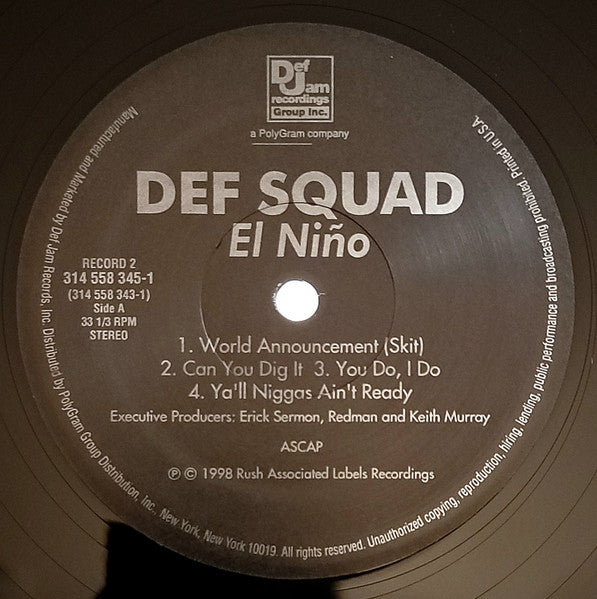 Def
Jam
recordings
Group Inc.
a PolyGram company
DEF SQUAD
El Niño
RECORD 2
314 558 345-1
(314 558 343-1)
Side A
33 1/3 RPM
STEREO
1. World Announcement (Skit)
2. Can You Dig It 3. You Do, I Do
4. Ya'll Niggas Ain't Ready
Executive Producers: Erick Sermon, Redman and Keith Murray
ASCAP
℗ © 1998 Rush Associated Labels Recordings
Manufactured and Marketed by Def Jam Records, Inc. Distributed by PolyGram Group Distribution, Inc., New York, New York 10019. All rights reserved. Unauthorized copying, reproduction, hiring, lending, public performance and broadcasting prohibited. Printed in U.S.A.